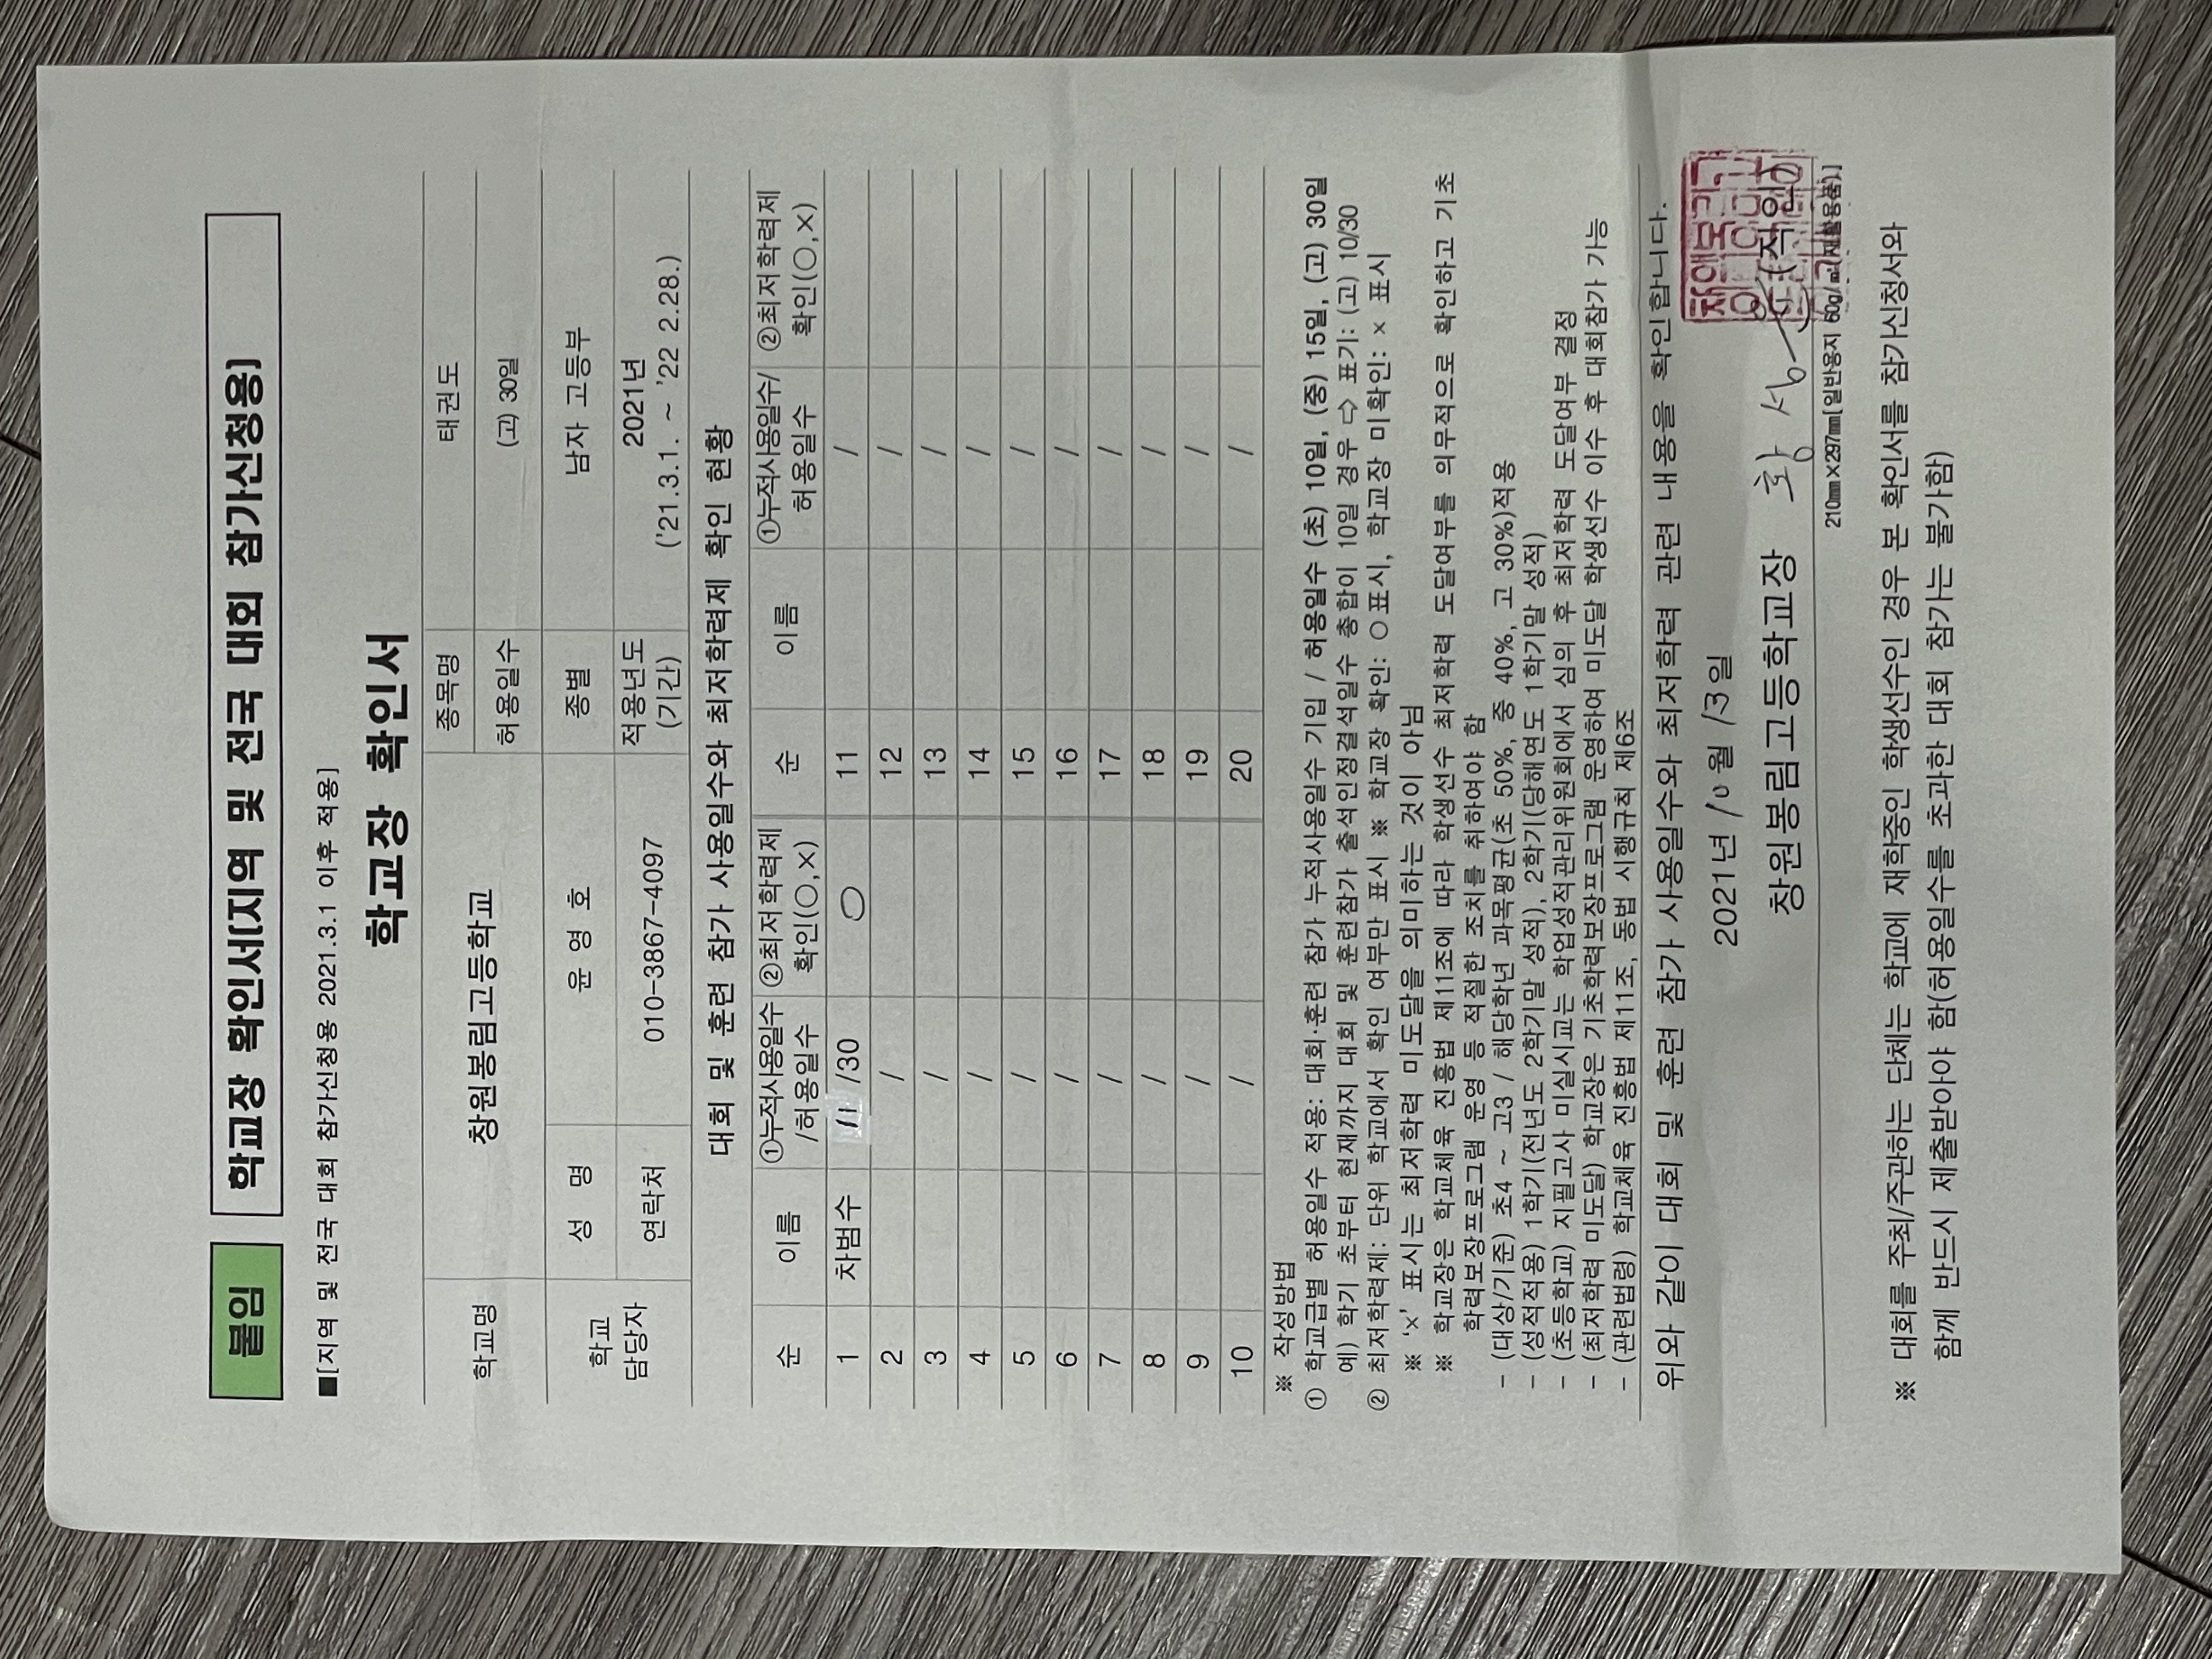 붙임
학교장 확인서(지역 및 전국 대회 참가신청용)
■[지역 및 전국 대회 참가신청용 2021.3.1 이후 적용]
학교장 확인서
학교명 창원봉림고등학교 종목명 태권도
허용일수 (고) 30일
학교 담당자 성 명 윤 영 호 종별 남자 고등부
연락처 010-3867-4097 적용년도 (기간) 2021년
('21.3.1. ~ '22 2.28.)
대회 및 훈련 참가 사용일수와 최저학력제 확인 현황
순 이름 ①누적사용일수 /허용일수 ②최저학력제 확인(○,×) 순 이름 ①누적사용일수/ 허용일수 ②최저학력제 확인(○,×)
1 차범수 11 /30 ○ 11 /
2 / 12 /
3 / 13 /
4 / 14 /
5 / 15 /
6 / 16 /
7 / 17 /
8 / 18 /
9 / 19 /
10 / 20 /
※ 작성방법
① 학교급별 허용일수 적용: 대회·훈련 참가 누적사용일수 기입 / 허용일수 (초) 10일, (중) 15일, (고) 30일
예) 학기 초부터 현재까지 대회 및 훈련참가 출석인정결석일수 총합이 10일 경우 ⇨ 표기: (고) 10/30
② 최저학력제: 단위 학교에서 확인 여부만 표시 ※ 학교장 확인: ○표시, 학교장 미확인: × 표시
※ '×' 표시는 최저학력 미도달을 의미하는 것이 아님
※ 학교장은 학교체육 진흥법 제11조에 따라 학생선수 최저학력 도달여부를 의무적으로 확인하고 기초
학력보장프로그램 운영 등 적절한 조치를 취하여야 함
- (대상/기준) 초4 ~ 고3 / 해당학년 과목평균(초 50%, 중 40%, 고 30%)적용
- (성적적용) 1학기(전년도 2학기말 성적), 2학기(당해연도 1학기말 성적)
- (초등학교) 지필고사 미실시교는 학업성적관리위원회에서 심의 후 최저학력 도달여부 결정
- (최저학력 미도달) 학교장은 기초학력보장프로그램 운영하여 미도달 학생선수 이수 후 대회참가 가능
- (관련법령) 학교체육 진흥법 제11조, 동법 시행규칙 제6조
위와 같이 대회 및 훈련 참가 사용일수와 최저학력 관련 내용을 확인합니다.
2021년 10월 13일
창원봉림고등학교장 (직인)
210㎜×297㎜[일반용지 60g/㎡(재활용품)]
※ 대회를 주최/주관하는 단체는 학교에 재학중인 학생선수인 경우 본 확인서를 참가신청서와
함께 반드시 제출받아야 함(허용일수를 초과한 대회 참가는 불가함)